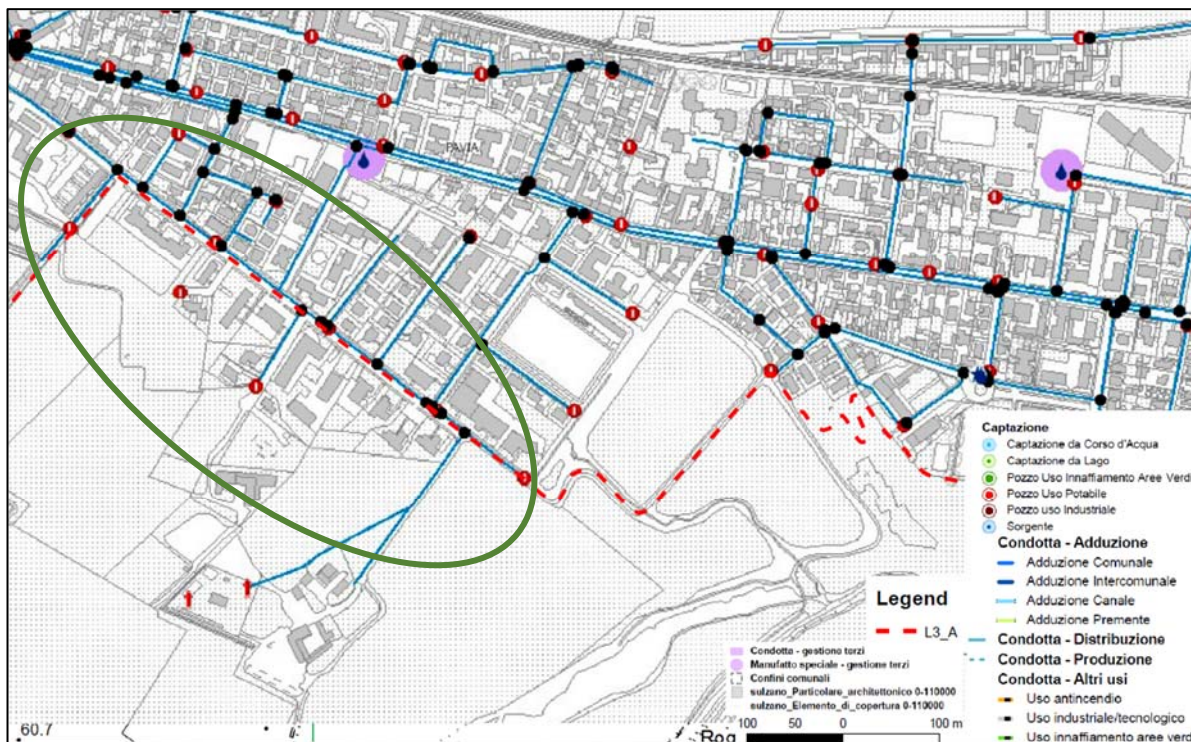 PAVIA
Captazione
Captazione da Corso d'Acqua
Captazione da Lago
Pozzo Uso Innaffiamento Aree Verdi
Pozzo Uso Potabile
Pozzo uso Industriale
Sorgente
Condotta - Adduzione
Adduzione Comunale
Adduzione Intercomunale
Adduzione Canale
Adduzione Premente
Condotta - Distribuzione
Condotta - Produzione
Condotta - Altri usi
Uso antincendio
Uso industriale/tecnologico
Uso innaffiamento aree verd
Legend
L3_A
Condotta - gestione terzi
Manufatto speciale - gestione terzi
Confini comunali
sulzano_Particolare_architettonico 0-110000
sulzano_Elemento_di_copertura 0-110000
100 50 0 100 m
60.7
Rog